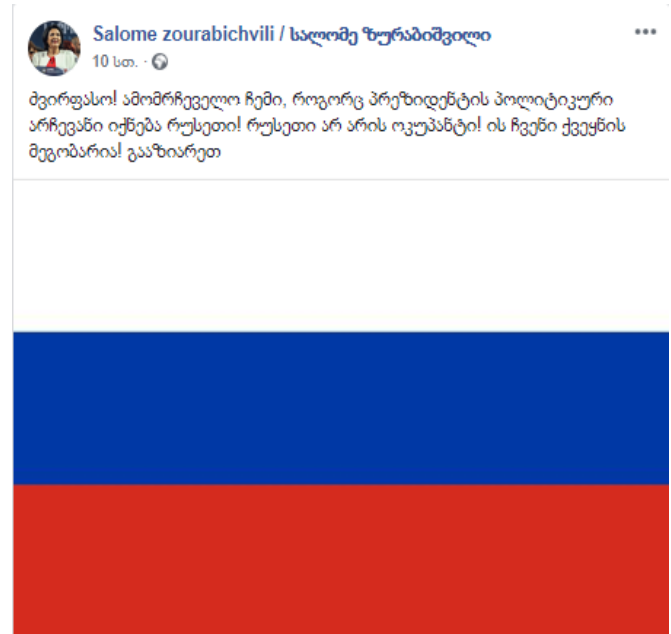 Salome zourabichvili / სალომე ზურაბიშვილი
10 სთ. ·
ძვირფასო! ამომრჩეველო ჩემი, როგორც პრეზიდენტის პოლიტიკური
არჩევანი იქნება რუსეთი! რუსეთი არ არის ოკუპანტი! ის ჩვენი ქვეყნის
მეგობარია! გააზიარეთ